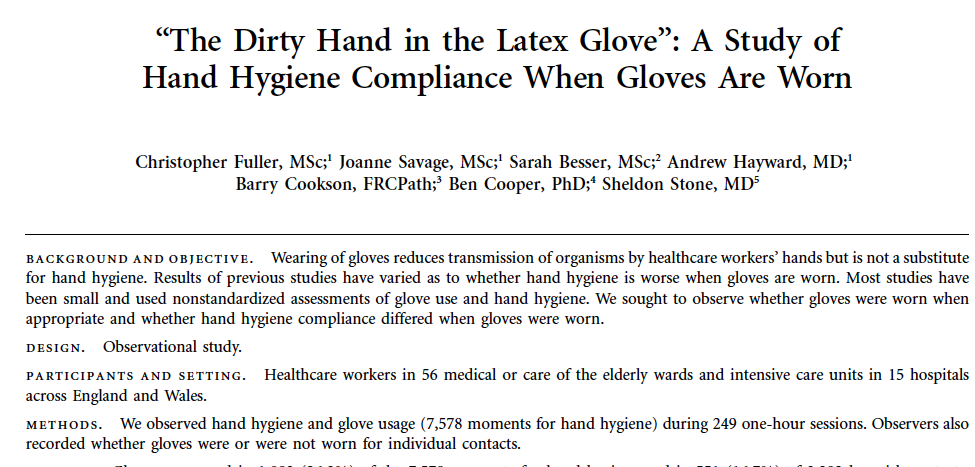 “The Dirty Hand in the Latex Glove”: A Study of
Hand Hygiene Compliance When Gloves Are Worn
Christopher Fuller, MSc;¹ Joanne Savage, MSc;¹ Sarah Besser, MSc;² Andrew Hayward, MD;¹
Barry Cookson, FRCPath;³ Ben Cooper, PhD;⁴ Sheldon Stone, MD⁵
BACKGROUND AND OBJECTIVE. Wearing of gloves reduces transmission of organisms by healthcare workers’ hands but is not a substitute
for hand hygiene. Results of previous studies have varied as to whether hand hygiene is worse when gloves are worn. Most studies have
been small and used nonstandardized assessments of glove use and hand hygiene. We sought to observe whether gloves were worn when
appropriate and whether hand hygiene compliance differed when gloves were worn.
DESIGN. Observational study.
PARTICIPANTS AND SETTING. Healthcare workers in 56 medical or care of the elderly wards and intensive care units in 15 hospitals
across England and Wales.
METHODS. We observed hand hygiene and glove usage (7,578 moments for hand hygiene) during 249 one-hour sessions. Observers also
recorded whether gloves were or were not worn for individual contacts.